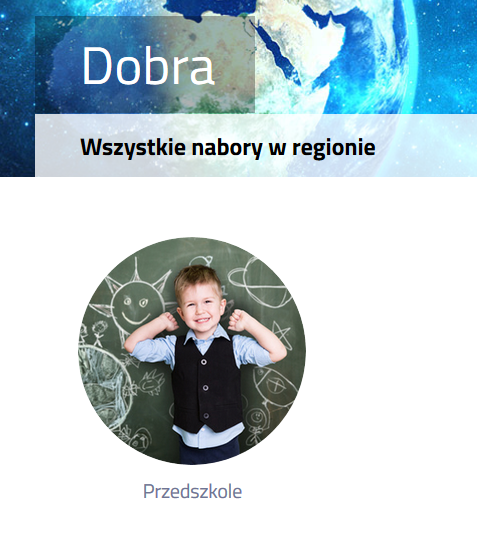 Dobra
Wszystkie nabory w regionie
Przedszkole